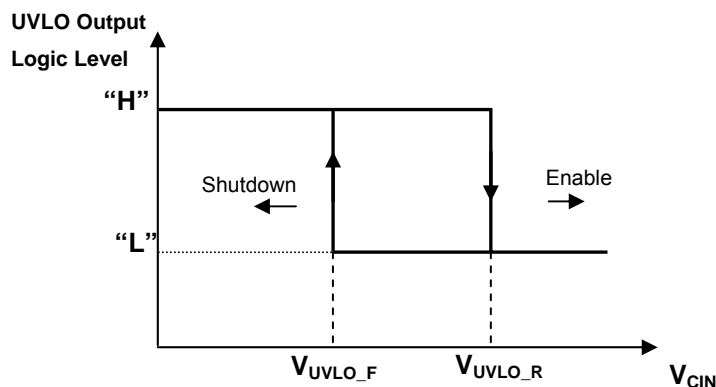 UVLO Output
Logic Level
“H”
Shutdown
Enable
“L”
VUVLO_F
VUVLO_R
VCIN